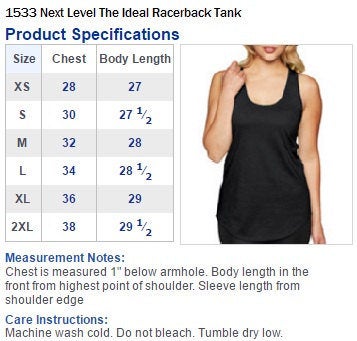 1533 Next Level The Ideal Racerback Tank
Product Specifications
Size Chest Body Length
XS 28 27
S 30 27 1/2
M 32 28
L 34 28 1/2
XL 36 29
2XL 38 29 1/2
Measurement Notes:
Chest is measured 1" below armhole. Body length in the
front from highest point of shoulder. Sleeve length from
shoulder edge
Care Instructions:
Machine wash cold. Do not bleach. Tumble dry low.